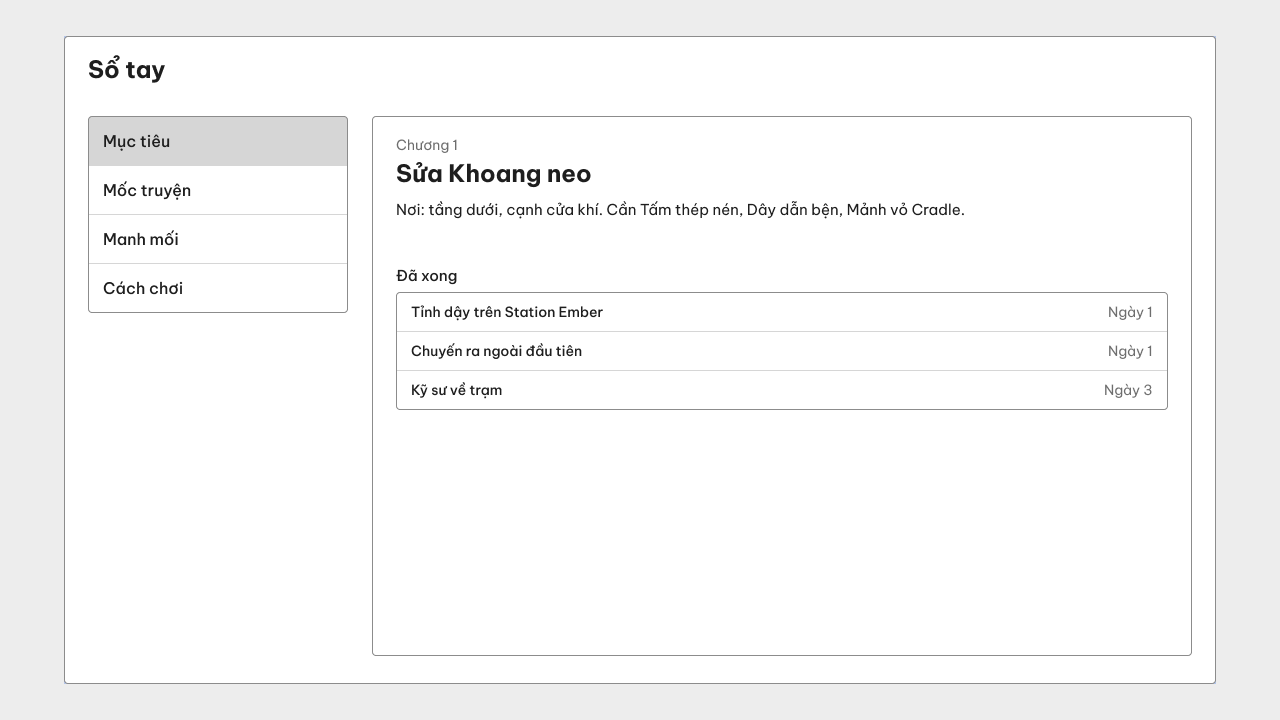 Sổ tay
Mục tiêu
Mốc truyện
Manh mối
Cách chơi
Chương 1
Sửa Khoang neo
Nơi: tầng dưới, cạnh cửa khí. Cần Tấm thép nén, Dây dẫn bện, Mảnh vỏ Cradle.
Đã xong
Tỉnh dậy trên Station Ember Ngày 1
Chuyến ra ngoài đầu tiên Ngày 1
Kỹ sư về trạm Ngày 3